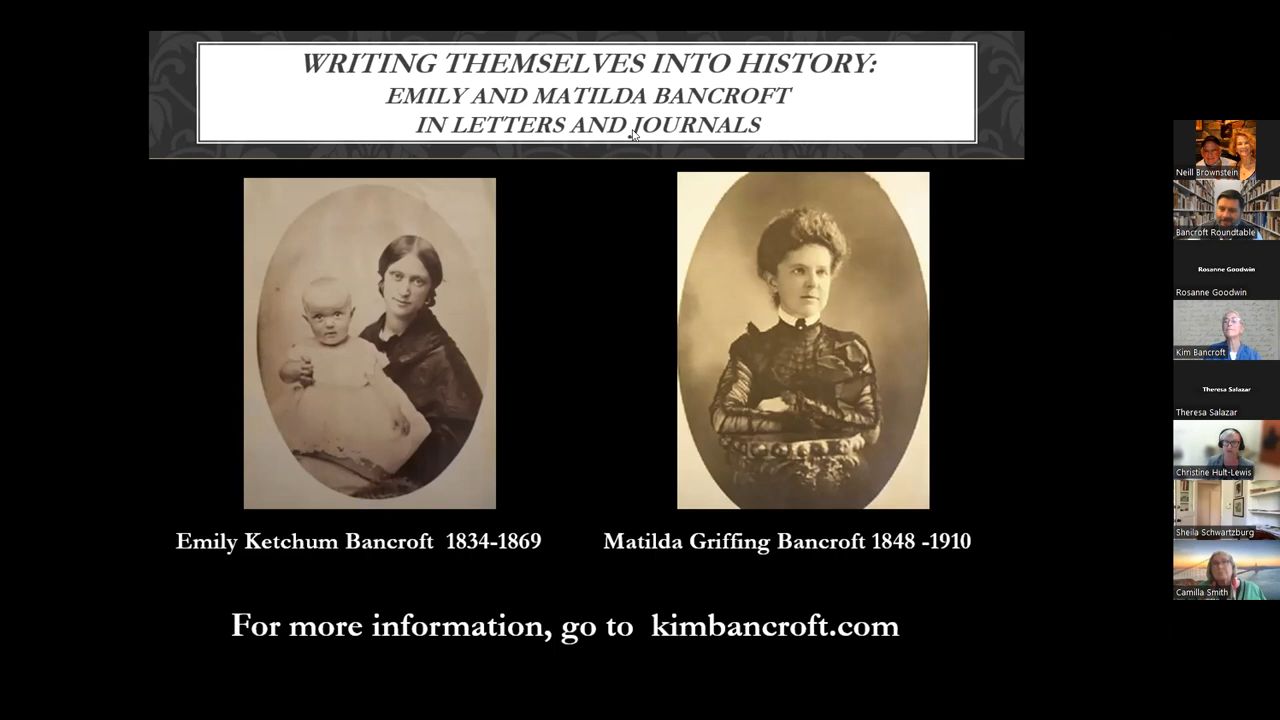 WRITING THEMSELVES INTO HISTORY:
EMILY AND MATILDA BANCROFT
IN LETTERS AND JOURNALS
Emily Ketchum Bancroft 1834-1869
Matilda Griffing Bancroft 1848 -1910
For more information, go to kimbancroft.com
Neill Brownstein
Bancroft Roundtable
Rosanne Goodwin
Rosanne Goodwin
Kim Bancroft
Theresa Salazar
Theresa Salazar
Christine Hult-Lewis
Sheila Schwartzburg
Camilla Smith